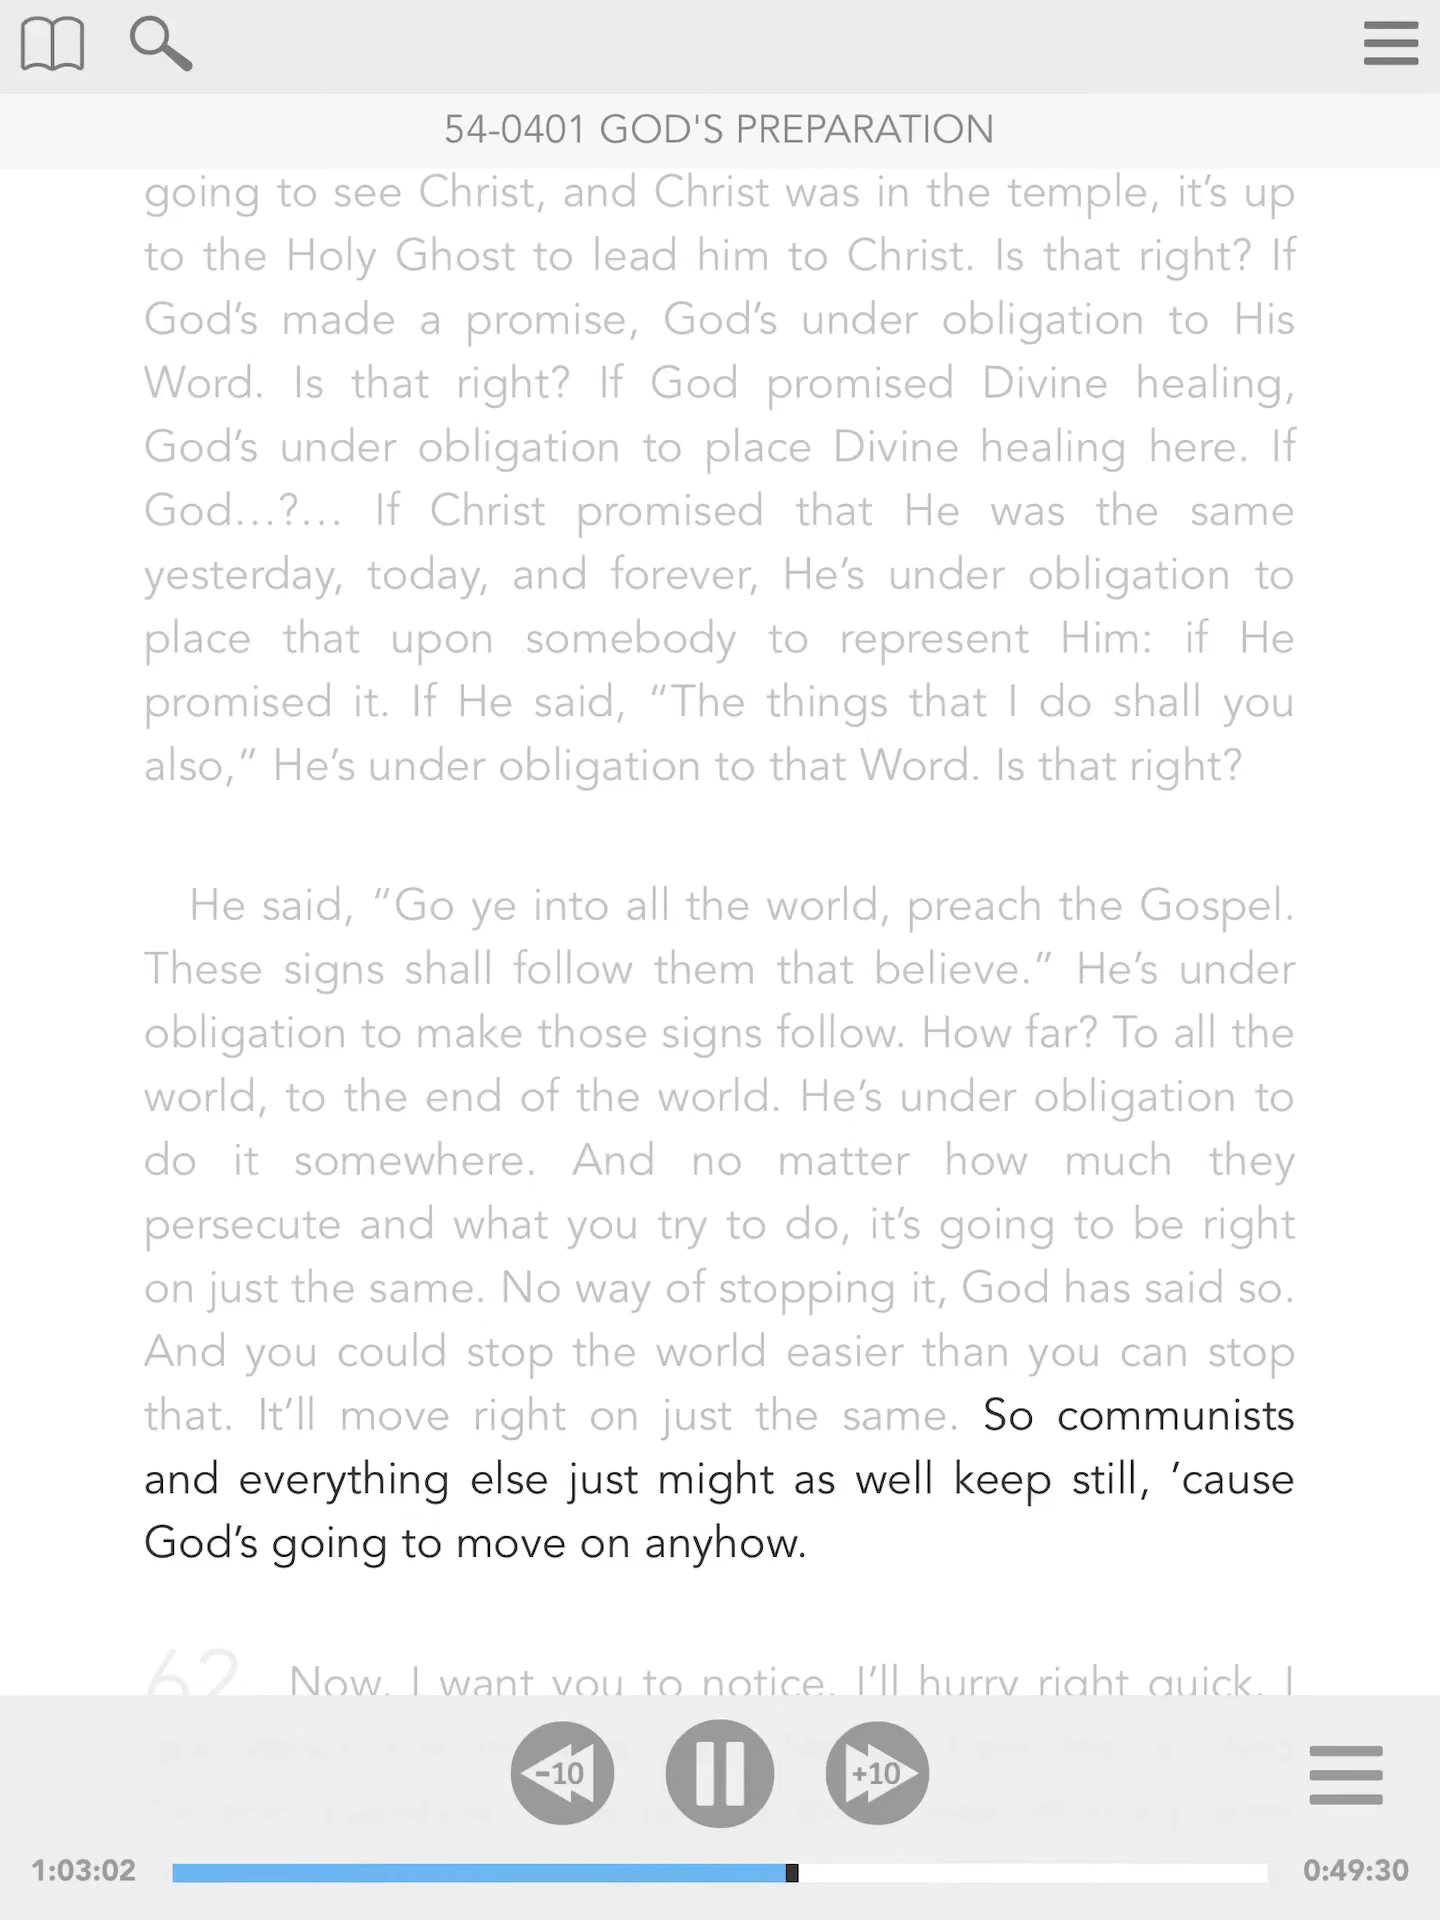 54-0401 GOD'S PREPARATION
going to see Christ, and Christ was in the temple, it’s up
to the Holy Ghost to lead him to Christ. Is that right? If
God’s made a promise, God’s under obligation to His
Word. Is that right? If God promised Divine healing,
God’s under obligation to place Divine healing here. If
God…?… If Christ promised that He was the same
yesterday, today, and forever, He’s under obligation to
place that upon somebody to represent Him: if He
promised it. If He said, “The things that I do shall you
also,” He’s under obligation to that Word. Is that right?
He said, “Go ye into all the world, preach the Gospel.
These signs shall follow them that believe.” He’s under
obligation to make those signs follow. How far? To all the
world, to the end of the world. He’s under obligation to
do it somewhere. And no matter how much they
persecute and what you try to do, it’s going to be right
on just the same. No way of stopping it, God has said so.
And you could stop the world easier than you can stop
that. It’ll move right on just the same. So communists
and everything else just might as well keep still, ’cause
God’s going to move on anyhow.
62 Now, I want you to notice. I’ll hurry right quick. I
-10 +10
1:03:02 0:49:30